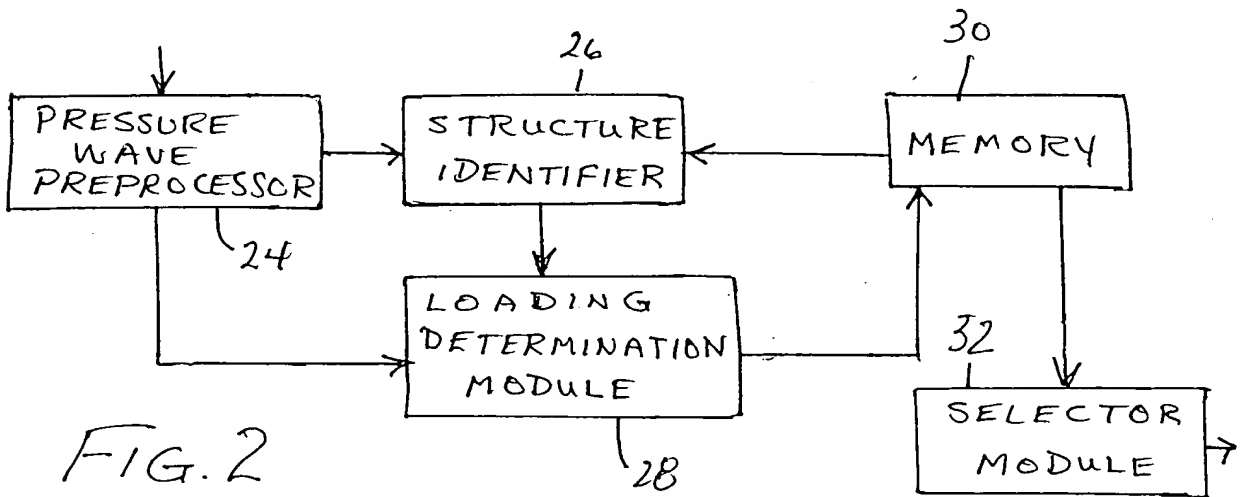 PRESSURE
WAVE
PREPROCESSOR
24
26
STRUCTURE
IDENTIFIER
30
MEMORY
LOADING
DETERMINATION
MODULE
28
32
SELECTOR
MODULE
FIG. 2